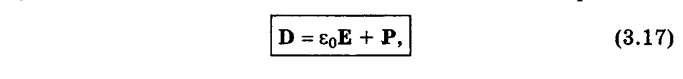 D = ε₀E + P, (3.17)